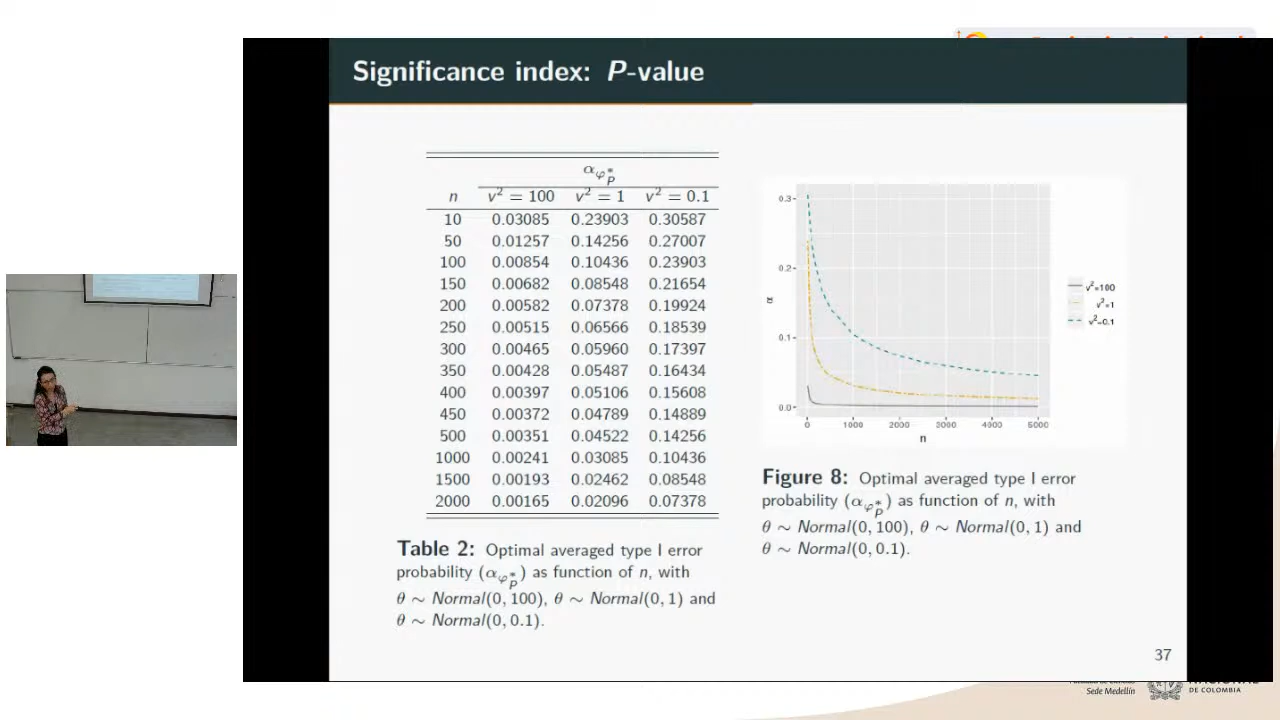 Significance index: P-value
α_φ*_P
n v² = 100 v² = 1 v² = 0.1
10 0.03085 0.23903 0.30587
50 0.01257 0.14256 0.27007
100 0.00854 0.10436 0.23903
150 0.00682 0.08548 0.21654
200 0.00582 0.07378 0.19924
250 0.00515 0.06566 0.18539
300 0.00465 0.05960 0.17397
350 0.00428 0.05487 0.16434
400 0.00397 0.05106 0.15608
450 0.00372 0.04789 0.14889
500 0.00351 0.04522 0.14256
1000 0.00241 0.03085 0.10436
1500 0.00193 0.02462 0.08548
2000 0.00165 0.02096 0.07378
Table 2: Optimal averaged type I error
probability (α_φ*_P) as function of n, with
θ ∼ Normal(0, 100), θ ∼ Normal(0, 1) and
θ ∼ Normal(0, 0.1).
0.3
0.2
0.1
0.0
α
0 1000 2000 3000 4000 5000
n
v²=100
v²=1
v²=0.1
Figure 8: Optimal averaged type I error
probability (α_φ*_P) as function of n, with
θ ∼ Normal(0, 100), θ ∼ Normal(0, 1) and
θ ∼ Normal(0, 0.1).
37
Sede Medellín
DE COLOMBIA